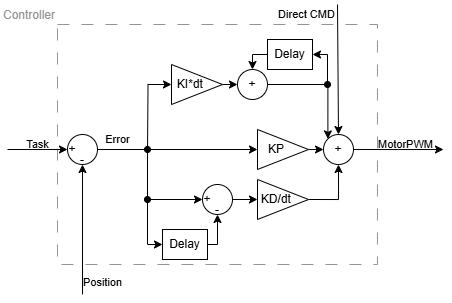 Direct CMD
Controller
Delay
KI*dt
+
Task
+
-
Error
KP
+
MotorPWM
+
-
KD/dt
Delay
Position